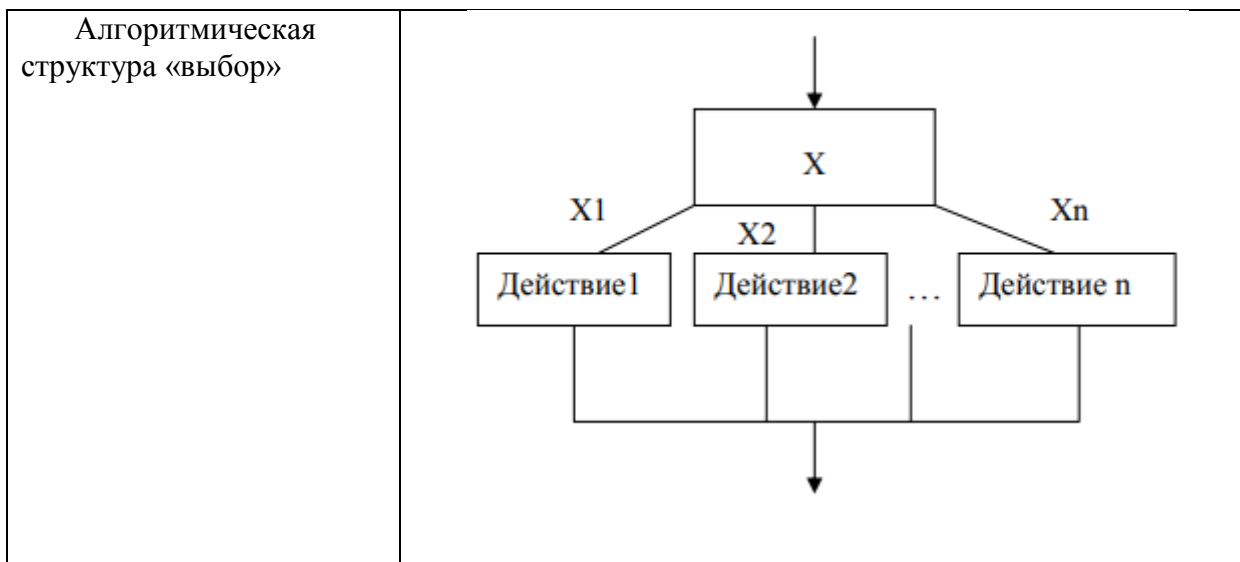 Алгоритмическая
структура «выбор»
X
X1
X2
Xn
Действие1
Действие2
…
Действие n